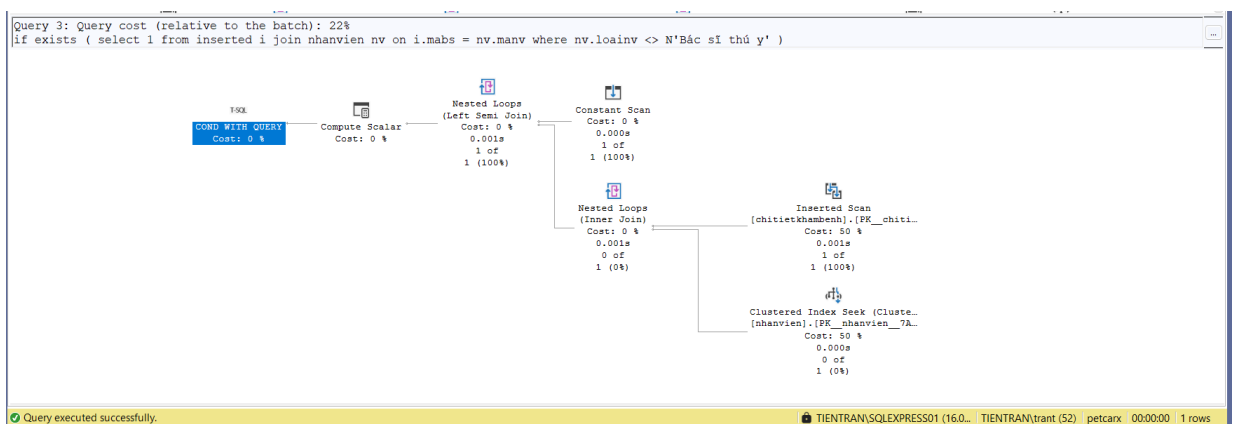 Query 3: Query cost (relative to the batch): 22%
if exists ( select 1 from inserted i join nhanvien nv on i.mabs = nv.manv where nv.loainv <> N'Bác sĩ thú y' )
...
T-SQL
COND WITH QUERY
Cost: 0 %
Compute Scalar
Cost: 0 %
Nested Loops
(Left Semi Join)
Cost: 0 %
0.001s
1 of
1 (100%)
Constant Scan
Cost: 0 %
0.000s
1 of
1 (100%)
Nested Loops
(Inner Join)
Cost: 0 %
0.001s
0 of
1 (0%)
Inserted Scan
[chitietkhambenh].[PK__chiti…
Cost: 50 %
0.001s
1 of
1 (100%)
Clustered Index Seek (Cluste…
[nhanvien].[PK__nhanvien__7A…
Cost: 50 %
0.000s
0 of
1 (0%)
Query executed successfully.
TIENTRAN\SQLEXPRESS01 (16.0...
TIENTRAN\trant (52)
petcarx
00:00:00
1 rows